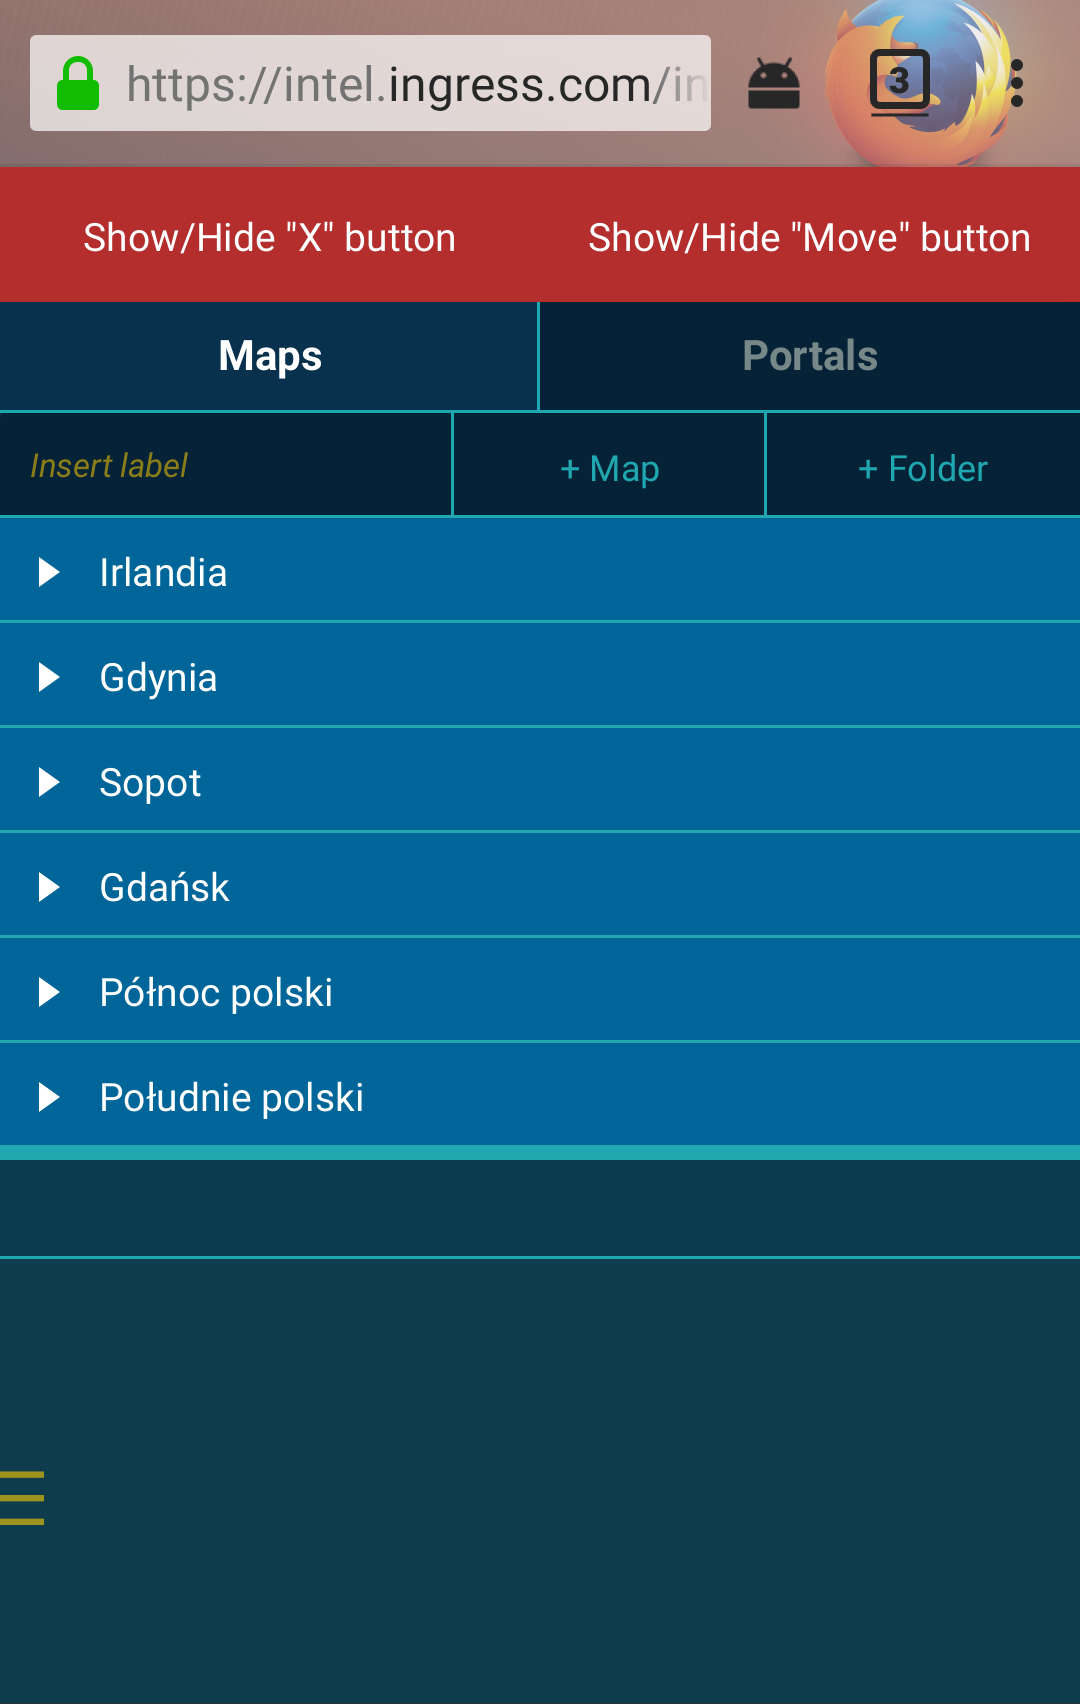 https://intel.ingress.com/in
3
Show/Hide "X" button
Show/Hide "Move" button
Maps
Portals
Insert label
+ Map
+ Folder
Irlandia
Gdynia
Sopot
Gdańsk
Północ polski
Południe polski